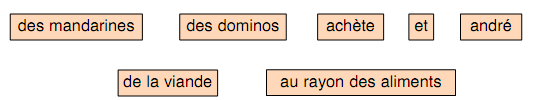 des mandarines des dominos achète et andré
de la viande au rayon des aliments